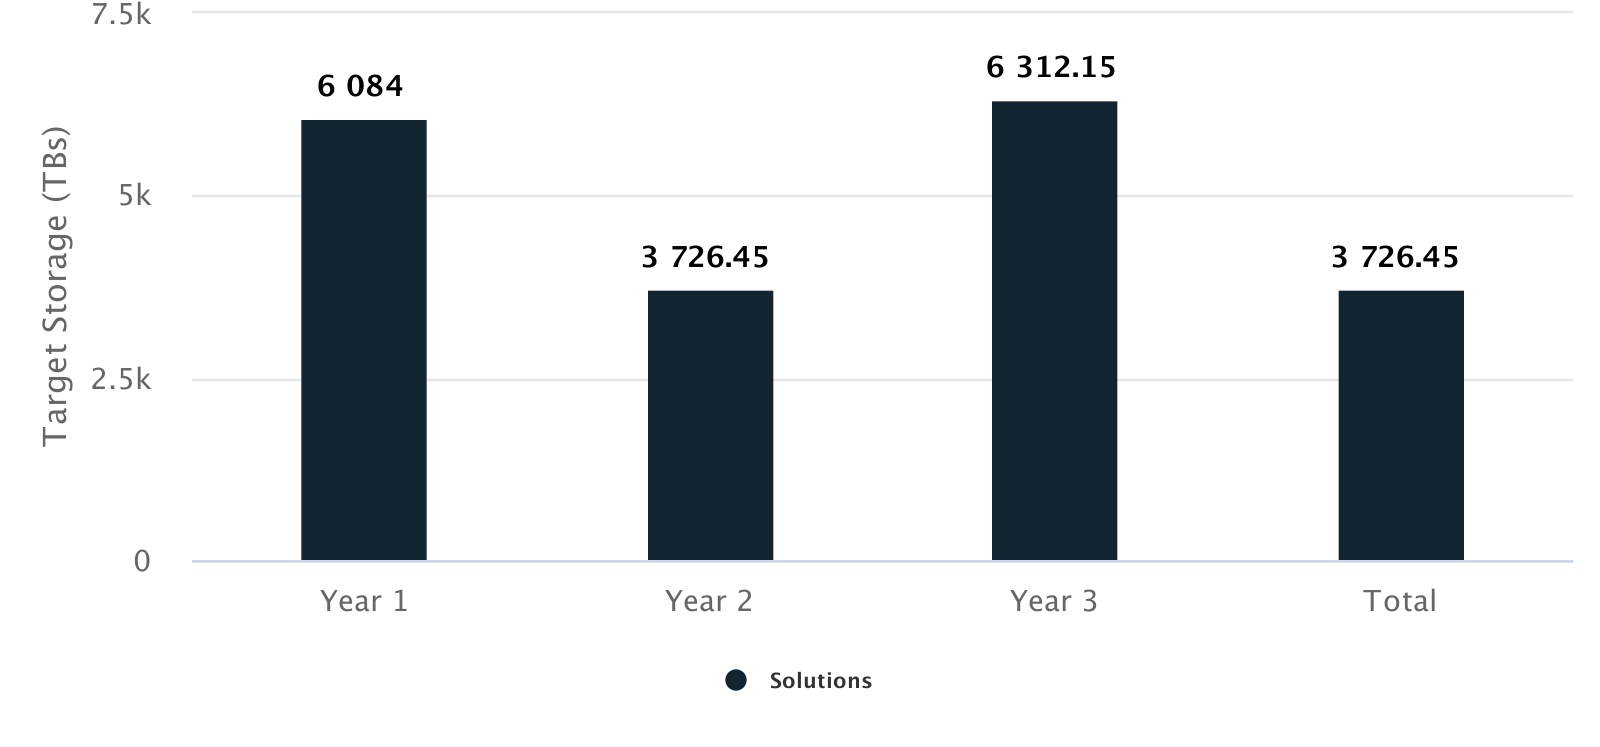 Target Storage (TBs)
7.5k
5k
2.5k
0
6 084
3 726.45
6 312.15
3 726.45
Year 1
Year 2
Year 3
Total
Solutions